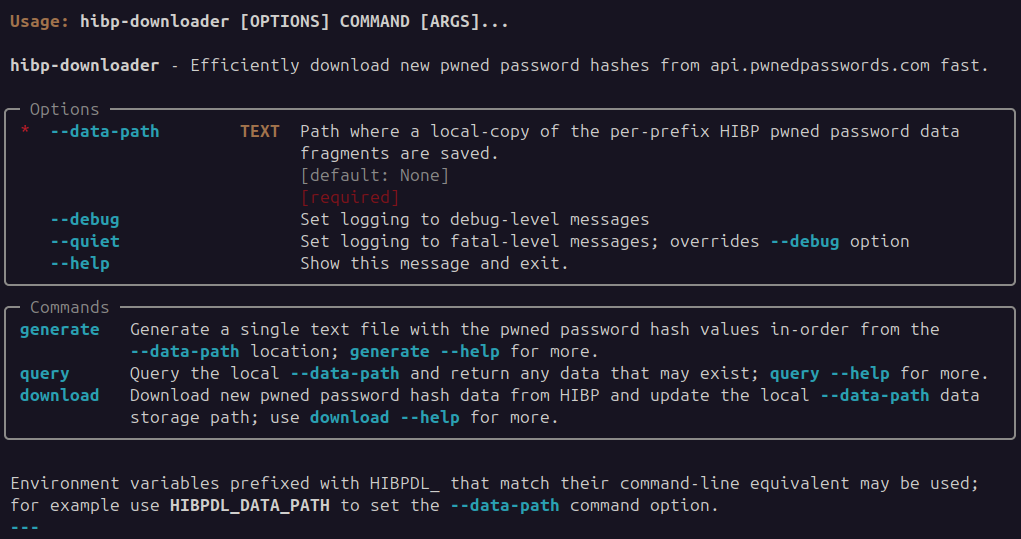 Usage: hibp-downloader [OPTIONS] COMMAND [ARGS]...
hibp-downloader - Efficiently download new pwned password hashes from api.pwnedpasswords.com fast.
Options
* --data-path TEXT Path where a local-copy of the per-prefix HIBP pwned password data
fragments are saved.
[default: None]
[required]
--debug Set logging to debug-level messages
--quiet Set logging to fatal-level messages; overrides --debug option
--help Show this message and exit.
Commands
generate Generate a single text file with the pwned password hash values in-order from the
--data-path location; generate --help for more.
query Query the local --data-path and return any data that may exist; query --help for more.
download Download new pwned password hash data from HIBP and update the local --data-path data
storage path; use download --help for more.
Environment variables prefixed with HIBPDL_ that match their command-line equivalent may be used;
for example use HIBPDL_DATA_PATH to set the --data-path command option.
---